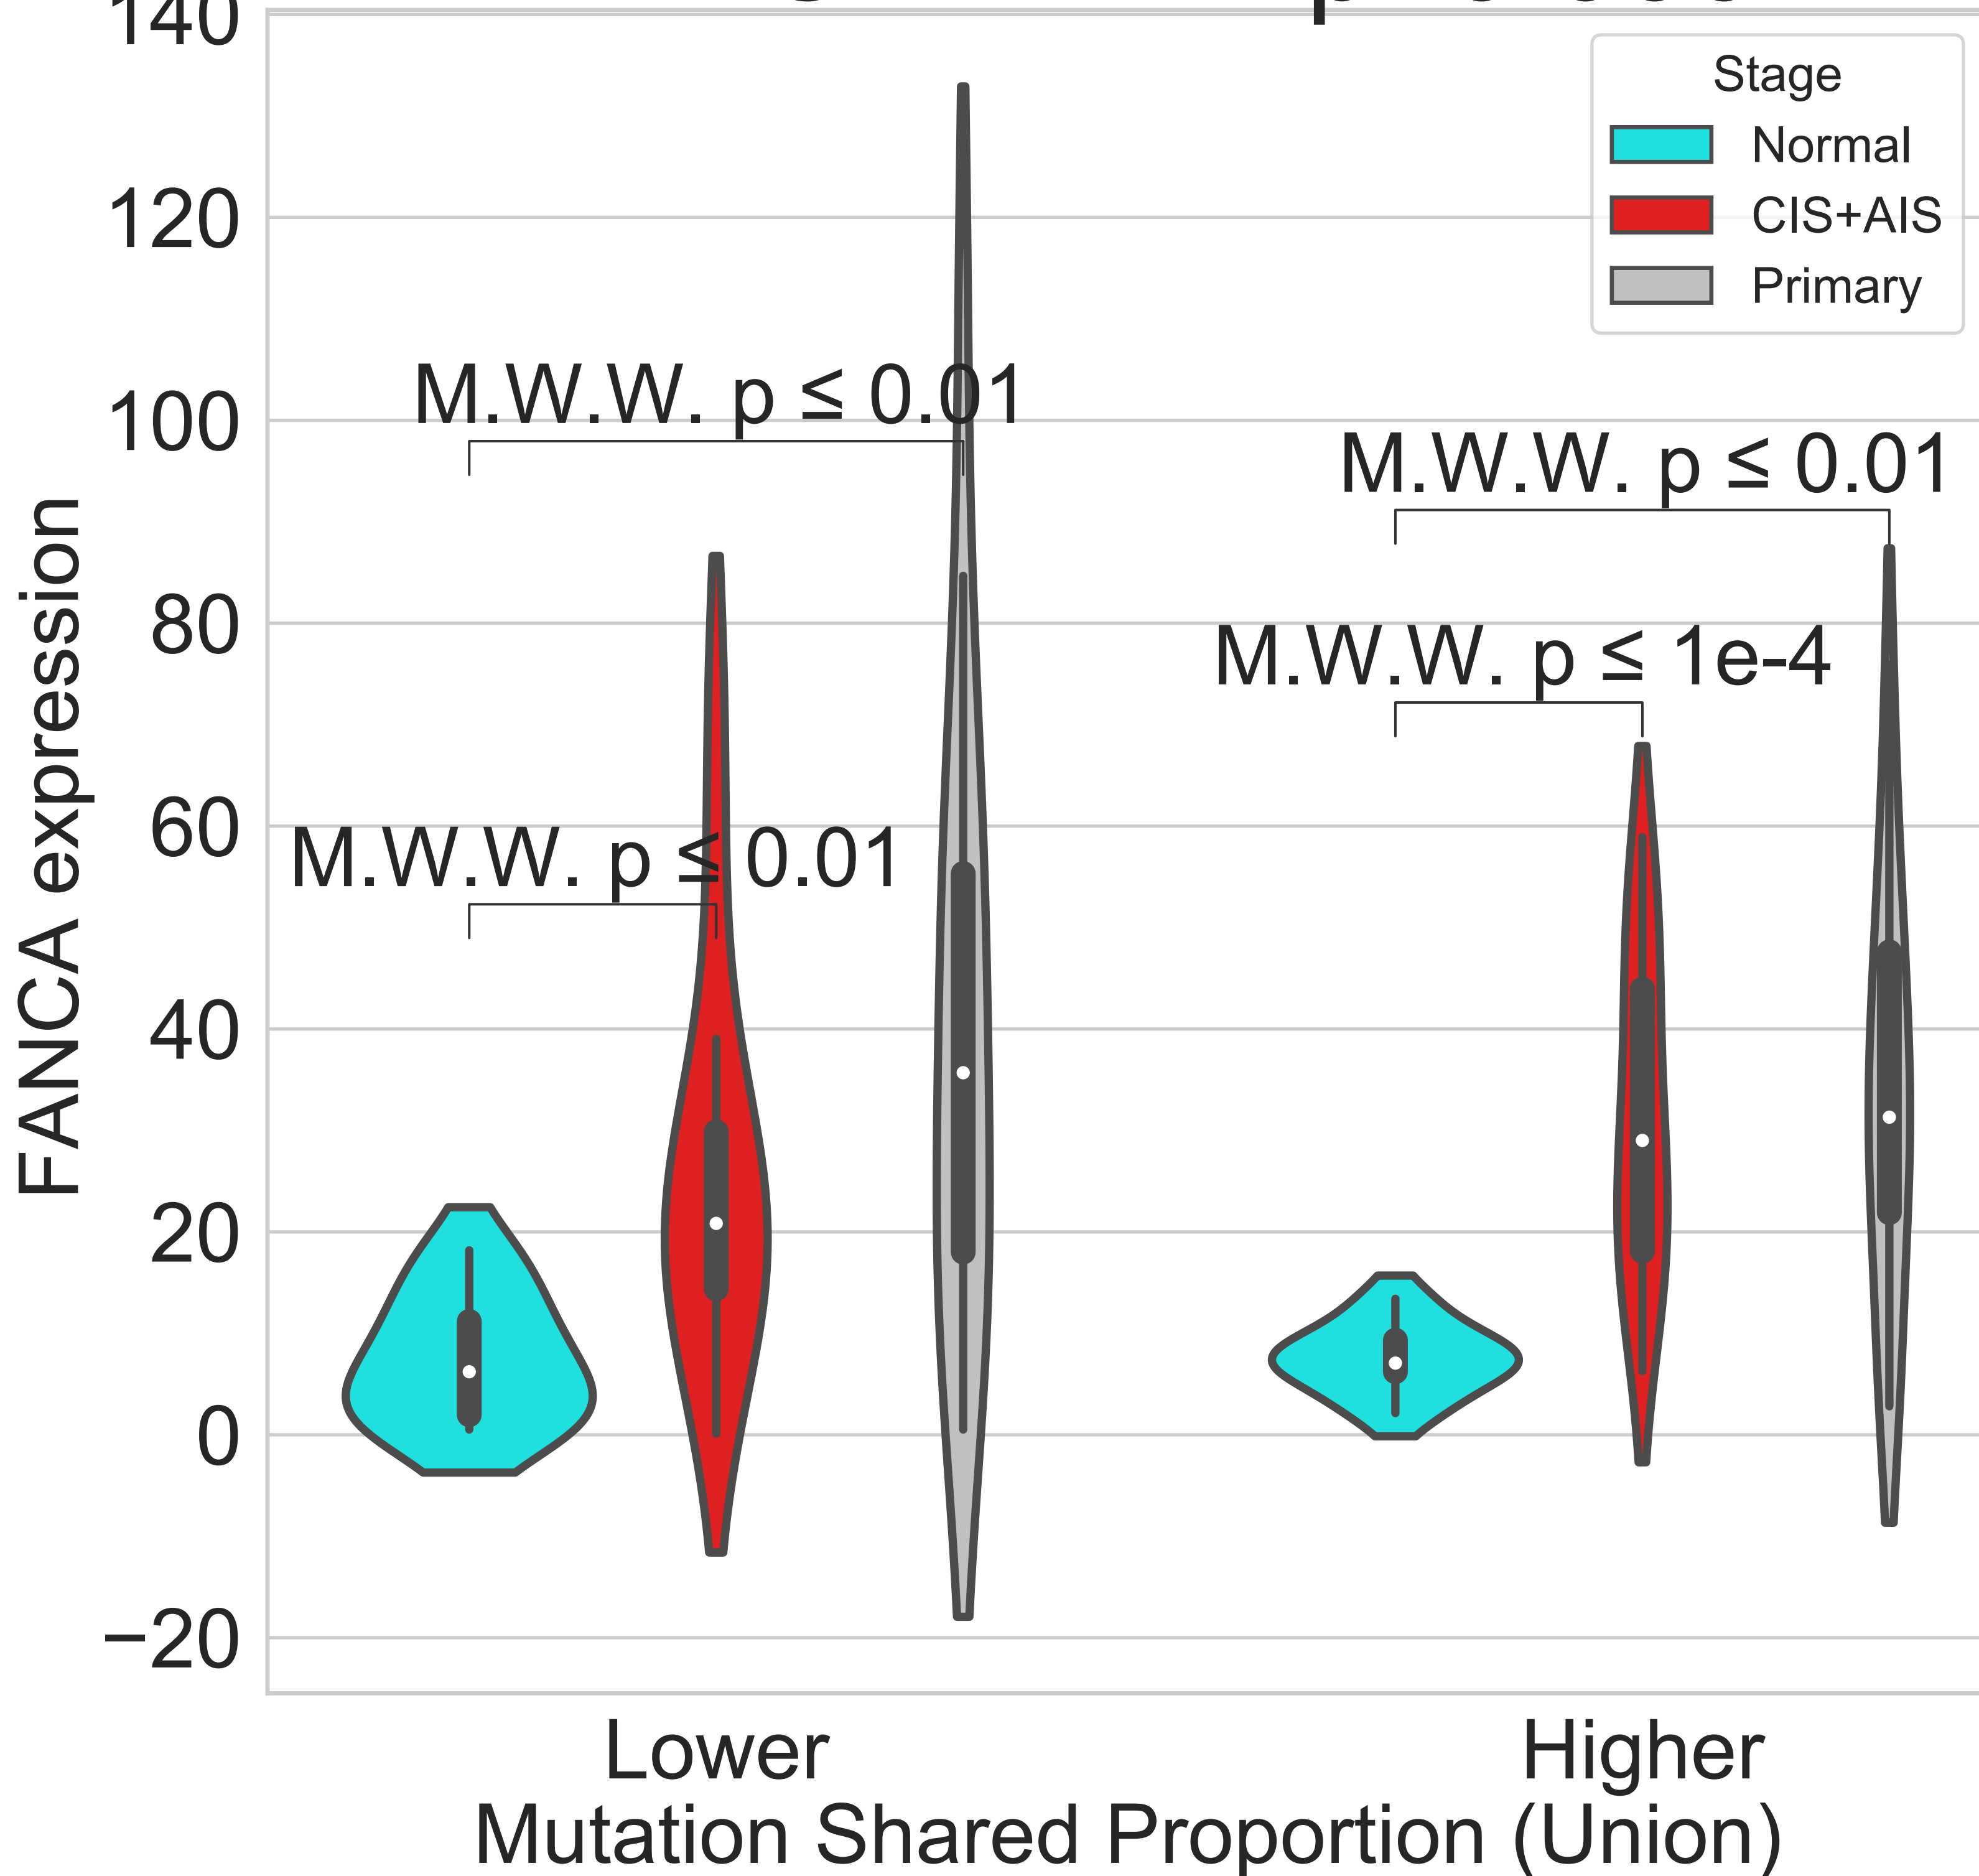 140
120
100
80
60
40
20
0
−20
FANCA expression
Stage
Normal
CIS+AIS
Primary
M.W.W. p ≤ 0.01
M.W.W. p ≤ 0.01
M.W.W. p ≤ 1e-4
M.W.W. p ≤ 0.01
Lower
Higher
Mutation Shared Proportion (Union)